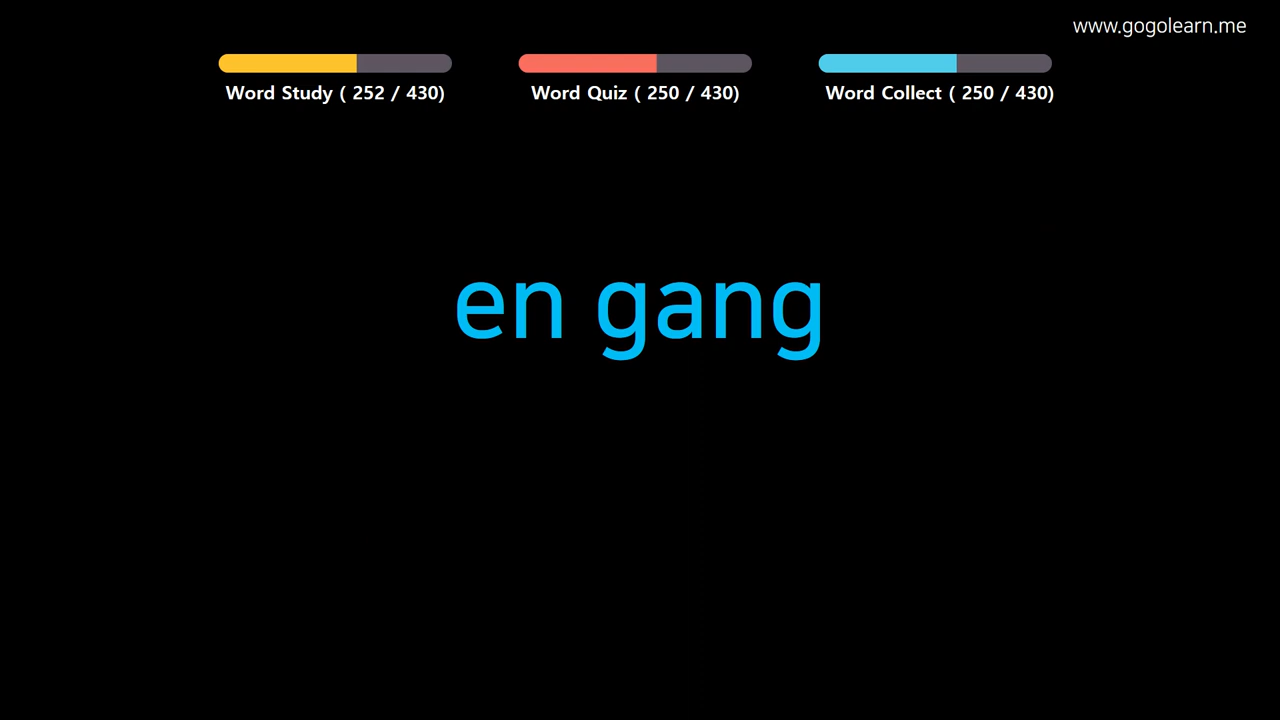 www.gogolearn.me
Word Study ( 252 / 430)
Word Quiz ( 250 / 430)
Word Collect ( 250 / 430)
en gang